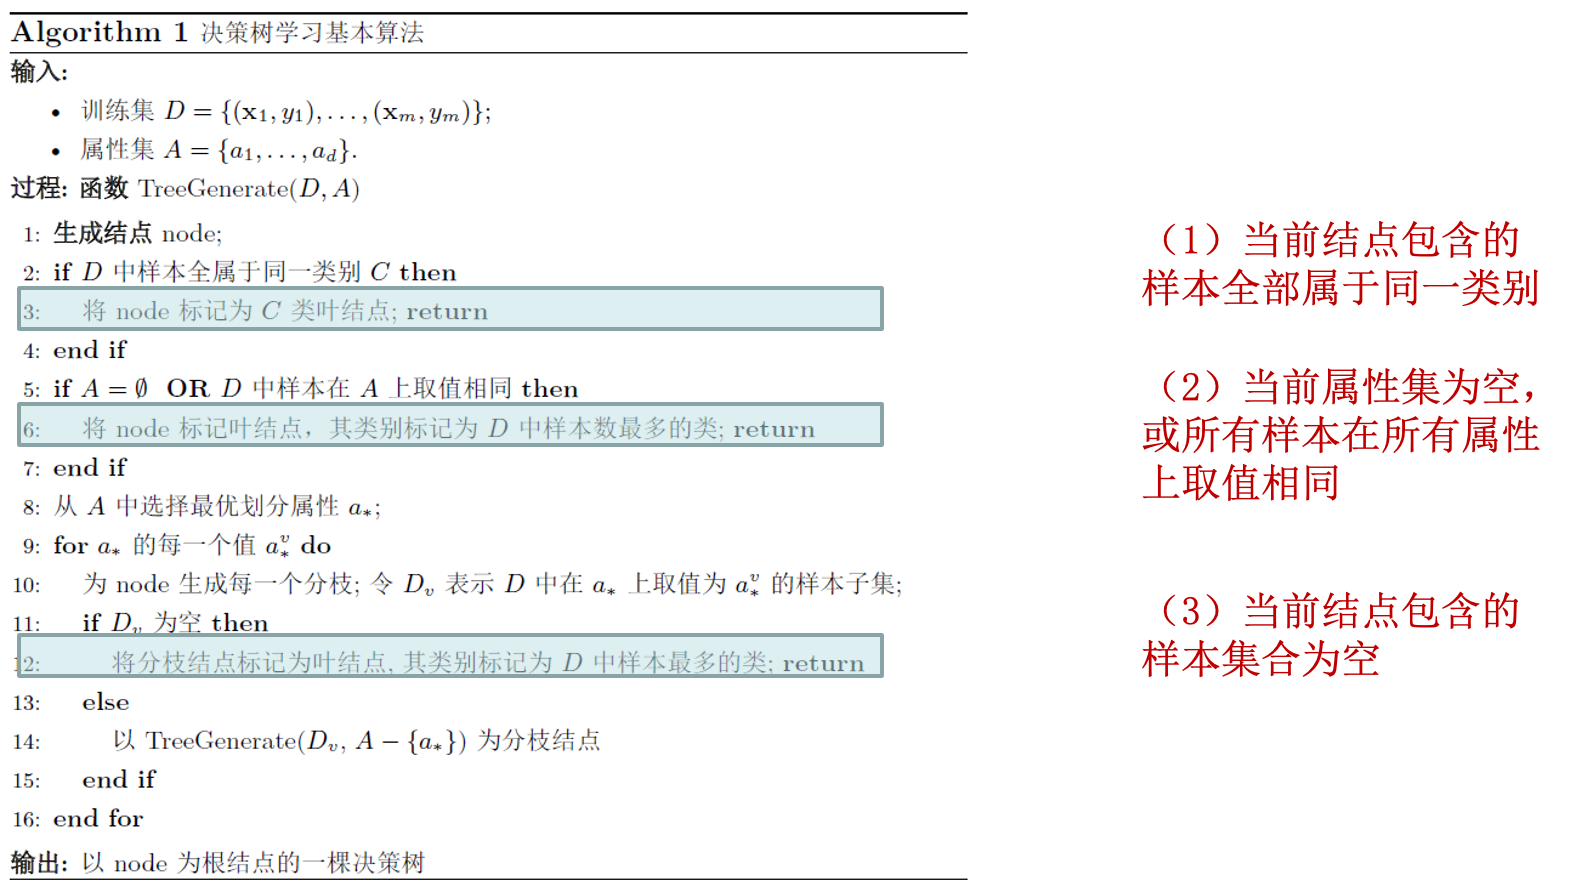 Algorithm 1 决策树学习基本算法
输入:
• 训练集 D = {(x₁, y₁), . . . , (xₘ, yₘ)};
• 属性集 A = {a₁, . . . , a_d}.
过程: 函数 TreeGenerate(D, A)
1: 生成结点 node;
2: if D 中样本全属于同一类别 C then
3: 将 node 标记为 C 类叶结点; return
4: end if
5: if A = ∅ OR D 中样本在 A 上取值相同 then
6: 将 node 标记叶结点，其类别标记为 D 中样本数最多的类; return
7: end if
8: 从 A 中选择最优划分属性 a_*;
9: for a_* 的每一个值 a_*^v do
10: 为 node 生成每一个分枝; 令 D_v 表示 D 中在 a_* 上取值为 a_*^v 的样本子集;
11: if D_v 为空 then
12: 将分枝结点标记为叶结点, 其类别标记为 D 中样本最多的类; return
13: else
14: 以 TreeGenerate(D_v, A − {a_*}) 为分枝结点
15: end if
16: end for
输出: 以 node 为根结点的一棵决策树
（1）当前结点包含的
样本全部属于同一类别
（2）当前属性集为空，
或所有样本在所有属性
上取值相同
（3）当前结点包含的
样本集合为空